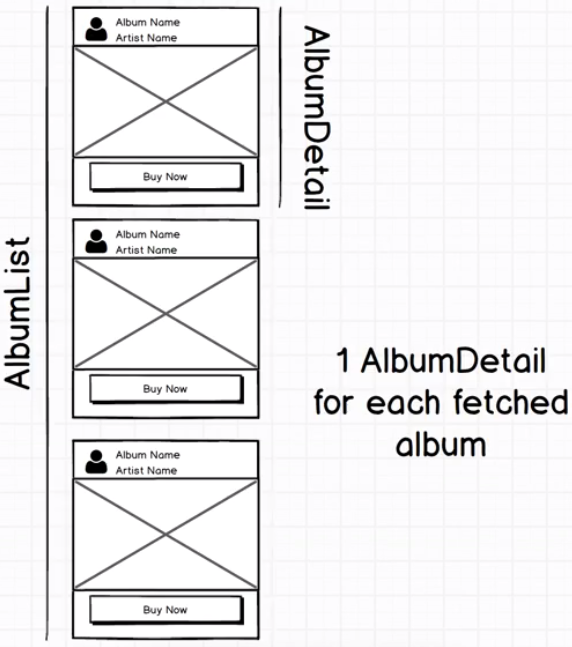 Album Name
Artist Name
Buy Now
AlbumDetail
Album Name
Artist Name
Buy Now
AlbumList
1 AlbumDetail
for each fetched
album
Album Name
Artist Name
Buy Now